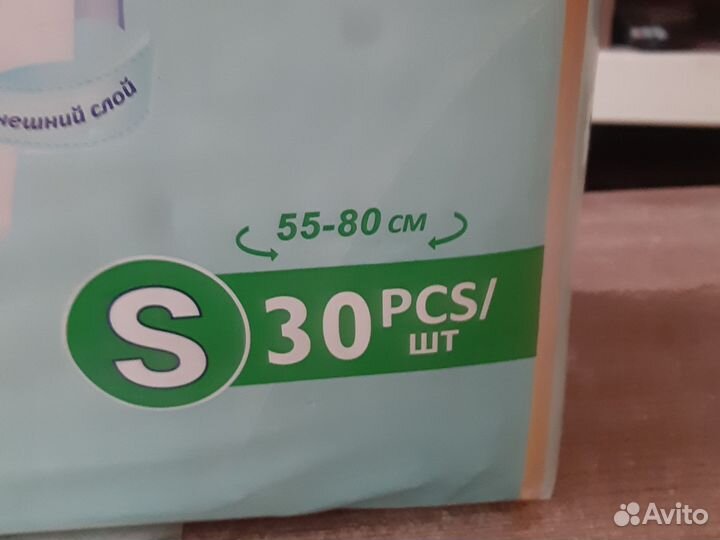 нешний слой
55-80 см
S
30 PCS/
шт
Avito